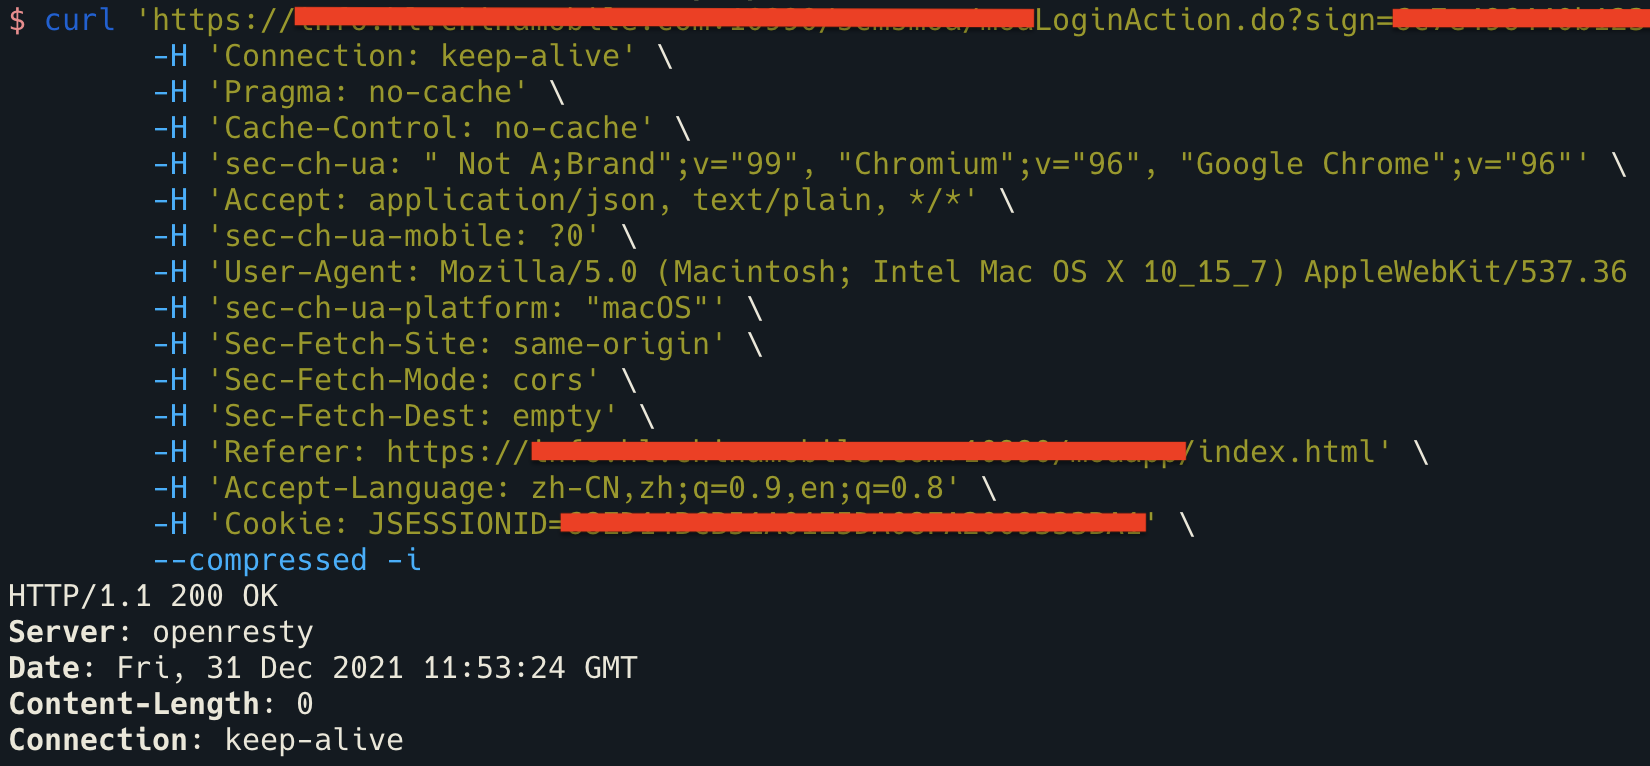 $ curl 'https://LoginAction.do?sign=
-H 'Connection: keep-alive' \
-H 'Pragma: no-cache' \
-H 'Cache-Control: no-cache' \
-H 'sec-ch-ua: " Not A;Brand";v="99", "Chromium";v="96", "Google Chrome";v="96"' \
-H 'Accept: application/json, text/plain, */*' \
-H 'sec-ch-ua-mobile: ?0' \
-H 'User-Agent: Mozilla/5.0 (Macintosh; Intel Mac OS X 10_15_7) AppleWebKit/537.36
-H 'sec-ch-ua-platform: "macOS"' \
-H 'Sec-Fetch-Site: same-origin' \
-H 'Sec-Fetch-Mode: cors' \
-H 'Sec-Fetch-Dest: empty' \
-H 'Referer: https:///index.html' \
-H 'Accept-Language: zh-CN,zh;q=0.9,en;q=0.8' \
-H 'Cookie: JSESSIONID=' \
--compressed -i
HTTP/1.1 200 OK
Server: openresty
Date: Fri, 31 Dec 2021 11:53:24 GMT
Content-Length: 0
Connection: keep-alive